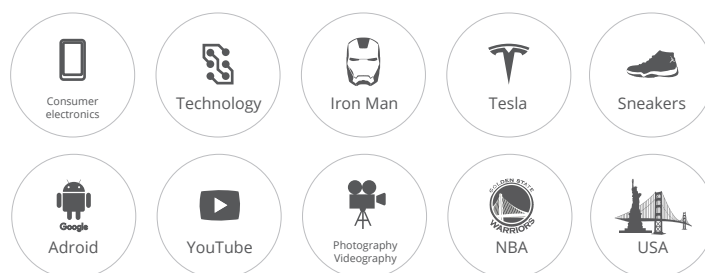 Consumer
electronics
Technology
Iron Man
Tesla
Sneakers
Google
Adroid
YouTube
Photography
Videography
GOLDEN STATE
WARRIORS
NBA
USA